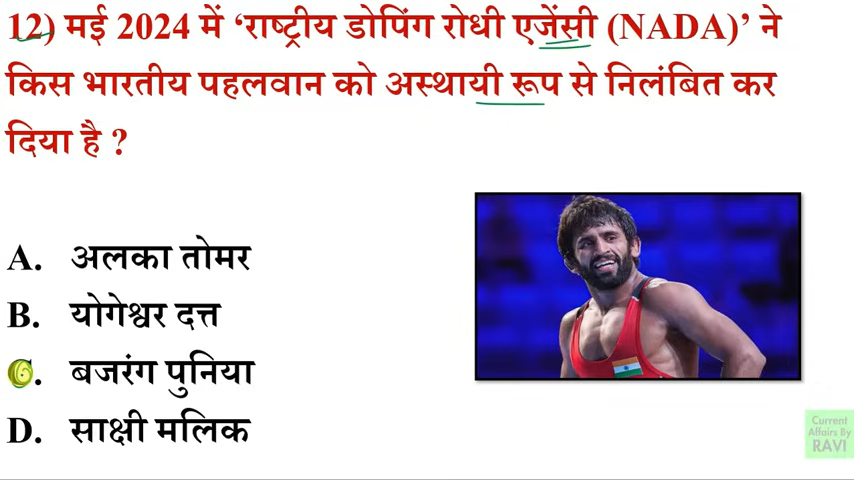 12) मई 2024 में ‘राष्ट्रीय डोपिंग रोधी एजेंसी (NADA)’ ने
किस भारतीय पहलवान को अस्थायी रूप से निलंबित कर
दिया है ?
A. अलका तोमर
B. योगेश्वर दत्त
C. बजरंग पुनिया
D. साक्षी मलिक
Current
Affairs By
RAVI